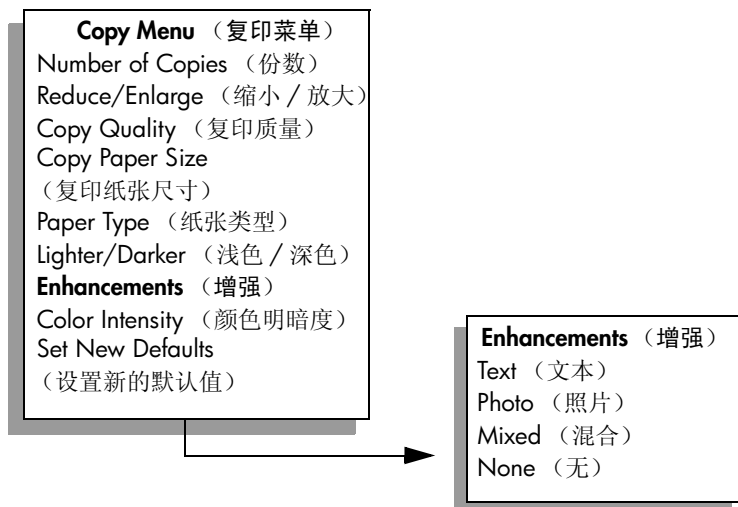 Copy Menu （复印菜单）
Number of Copies （份数）
Reduce/Enlarge （缩小 / 放大）
Copy Quality （复印质量）
Copy Paper Size
（复印纸张尺寸）
Paper Type （纸张类型）
Lighter/Darker （浅色 / 深色）
Enhancements （增强）
Color Intensity （颜色明暗度）
Set New Defaults
（设置新的默认值）
Enhancements （增强）
Text （文本）
Photo （照片）
Mixed （混合）
None （无）